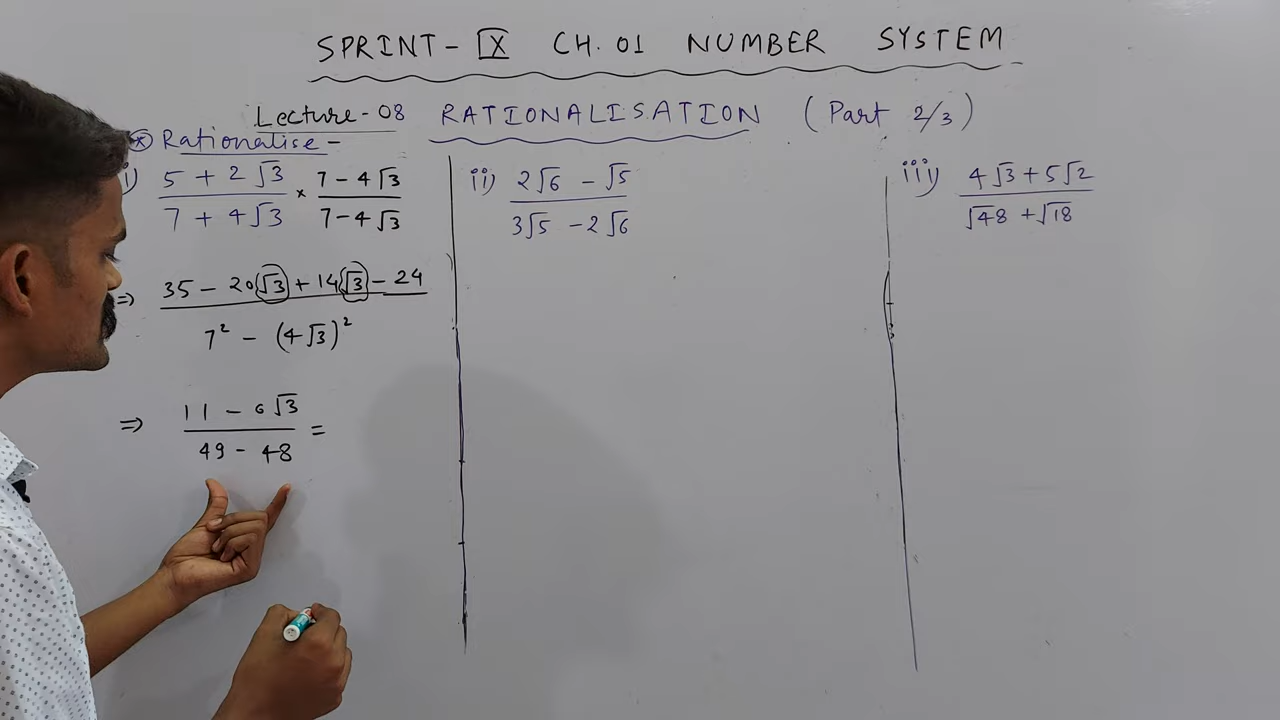 SPRINT- IX CH. 01 NUMBER SYSTEM
Lecture-08 RATIONALISATION (Part 2/3)
* Rationalise -
i) (5 + 2√3)/(7 + 4√3) × (7 - 4√3)/(7 - 4√3)
⇒ (35 - 20√3 + 14√3 - 24)/(7² - (4√3)²)
⇒ (11 - 6√3)/(49 - 48) =
ii) (2√6 - √5)/(3√5 - 2√6)
iii) (4√3 + 5√2)/(√48 + √18)